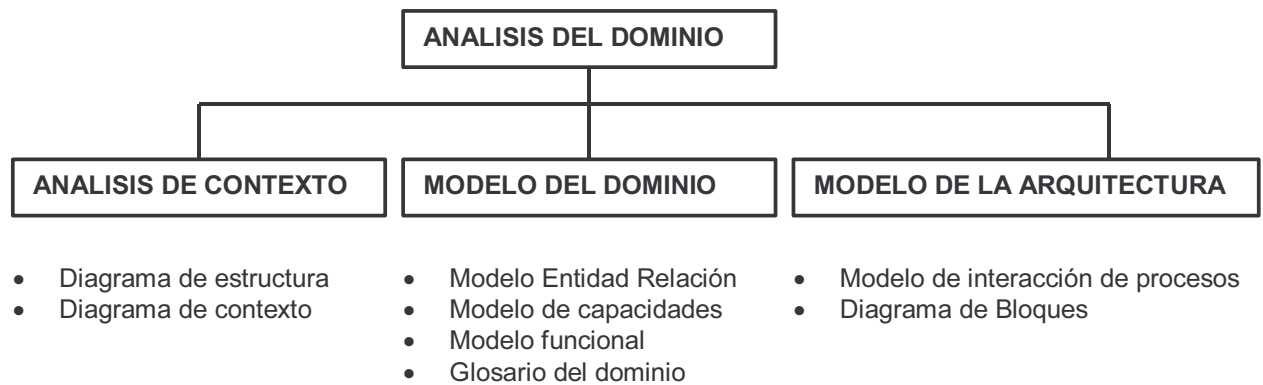 ANALISIS DEL DOMINIO
ANALISIS DE CONTEXTO
MODELO DEL DOMINIO
MODELO DE LA ARQUITECTURA
• Diagrama de estructura
• Diagrama de contexto
• Modelo Entidad Relación
• Modelo de capacidades
• Modelo funcional
• Glosario del dominio
• Modelo de interacción de procesos
• Diagrama de Bloques